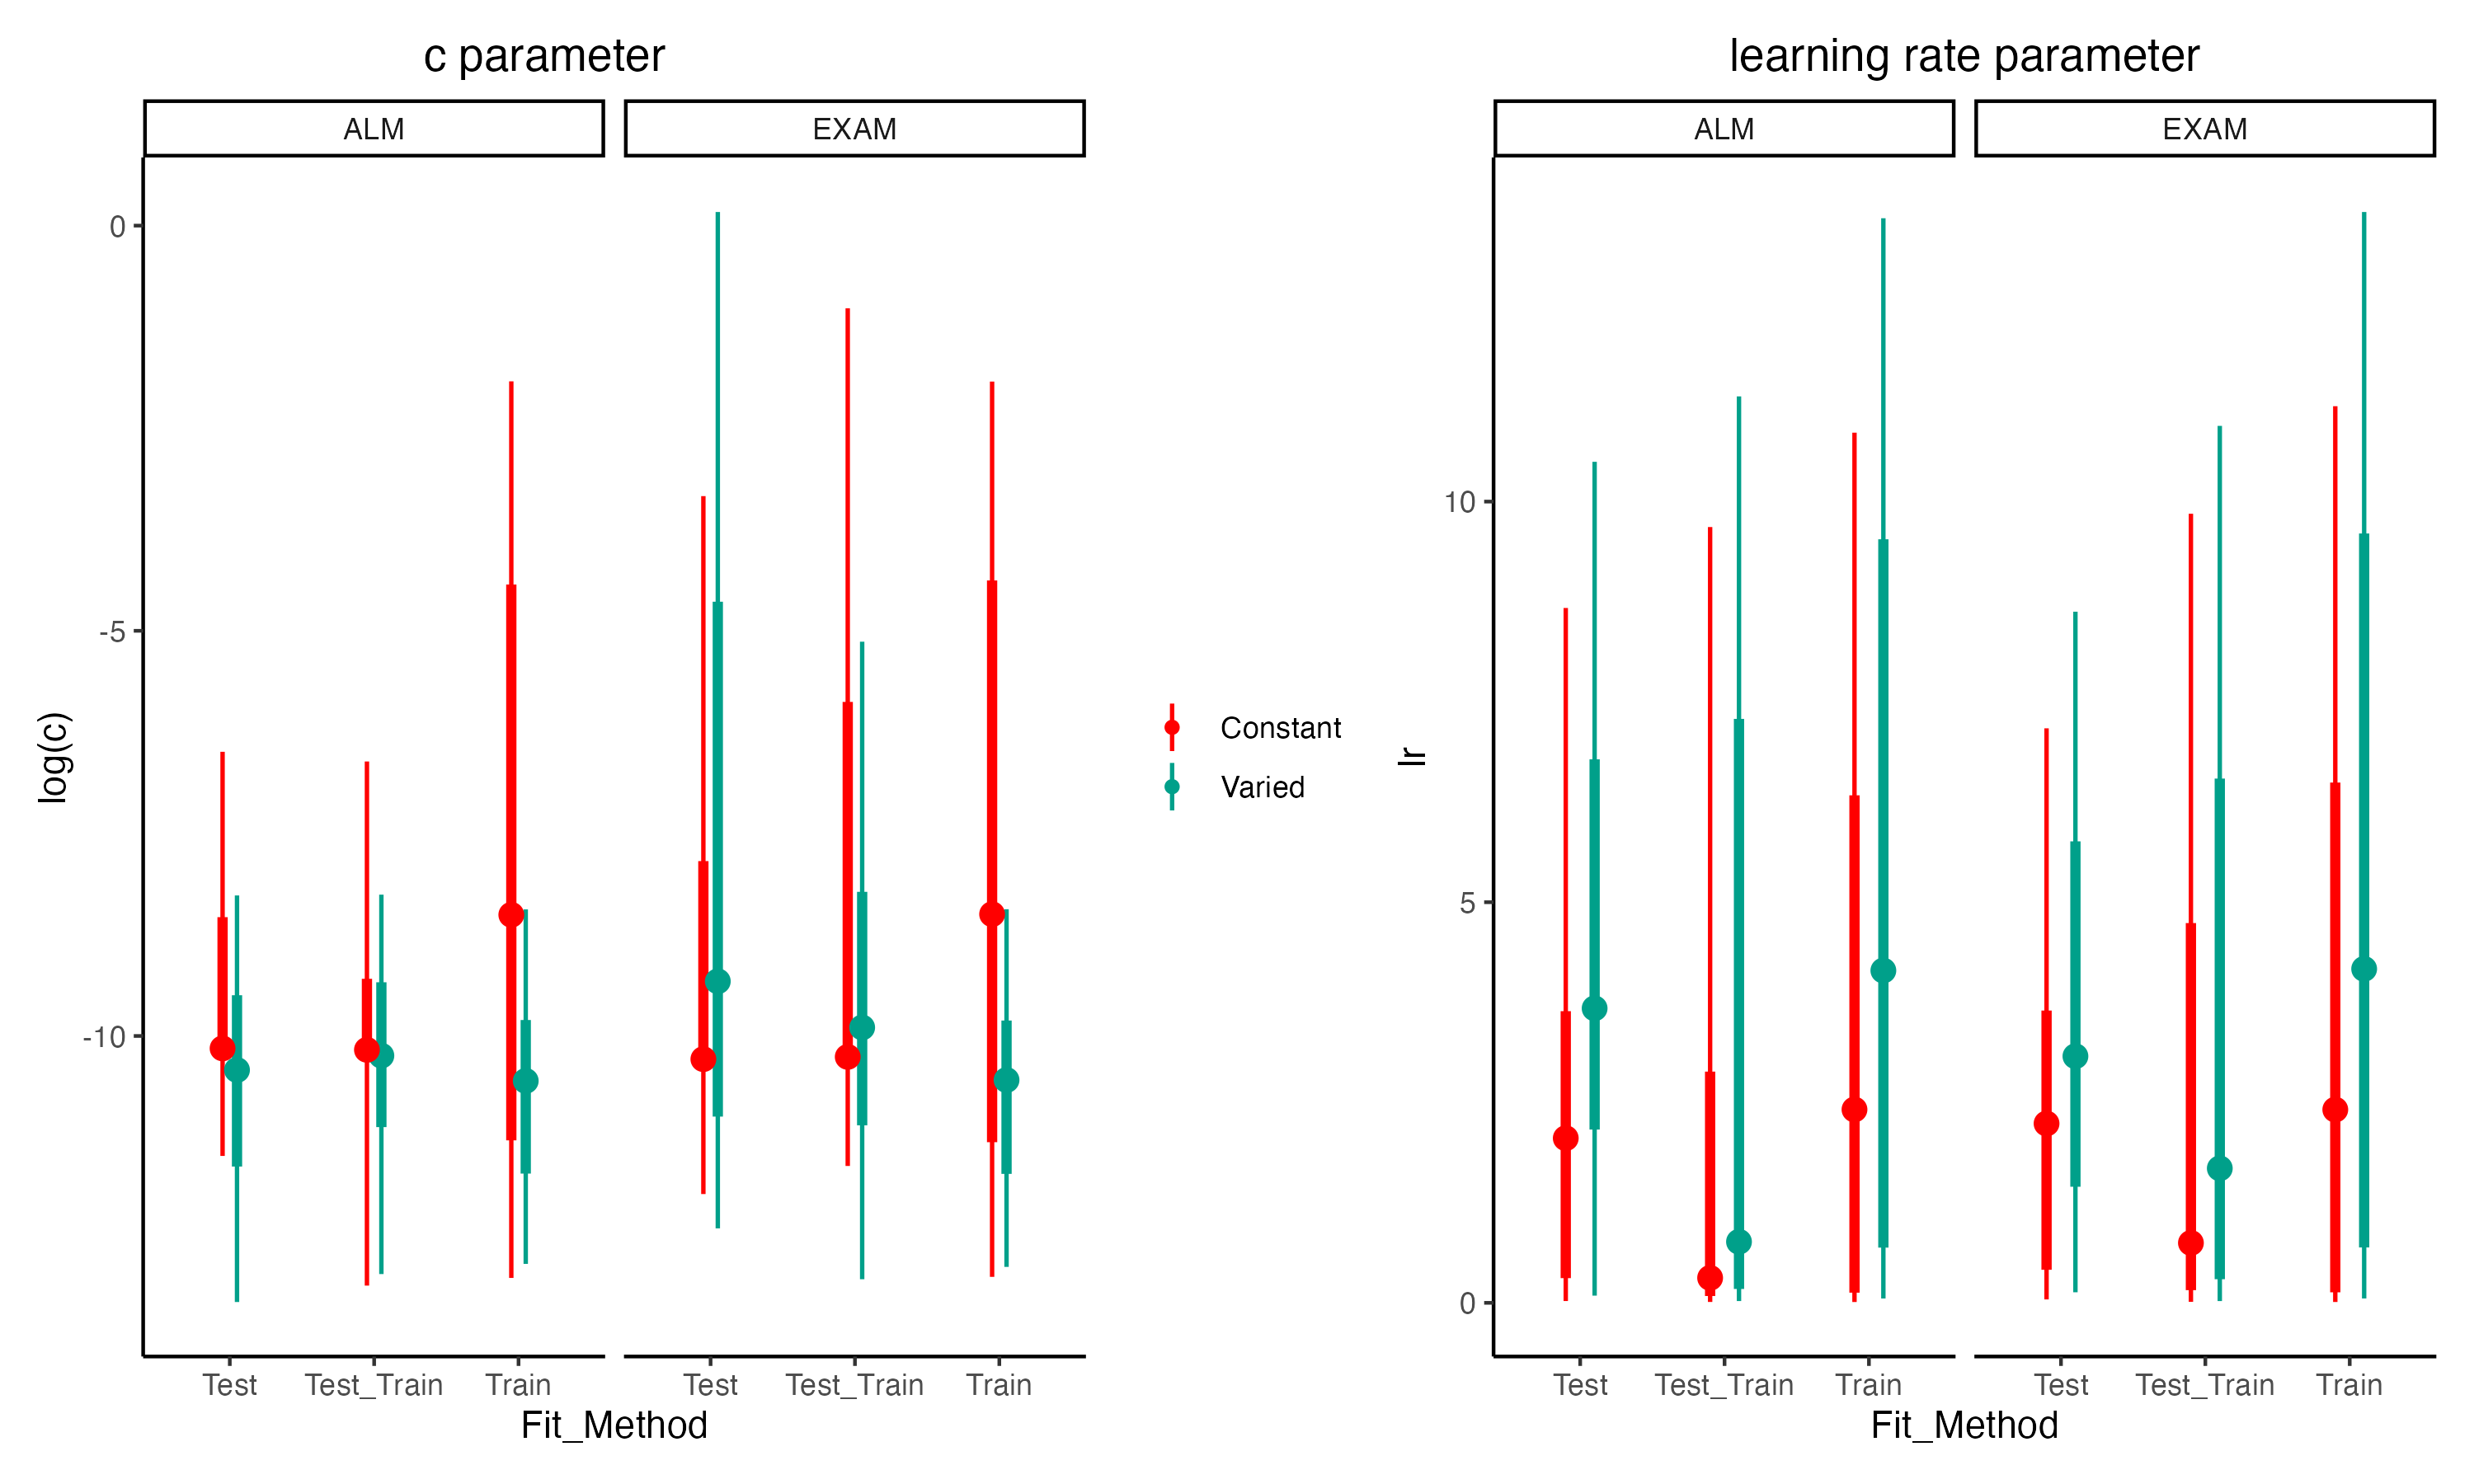 c parameter
learning rate parameter
ALM
EXAM
ALM
EXAM
0
-5
-10
log(c)
Test
Test_Train
Train
Test
Test_Train
Train
Fit_Method
Constant
Varied
10
5
0
lr
Test
Test_Train
Train
Test
Test_Train
Train
Fit_Method